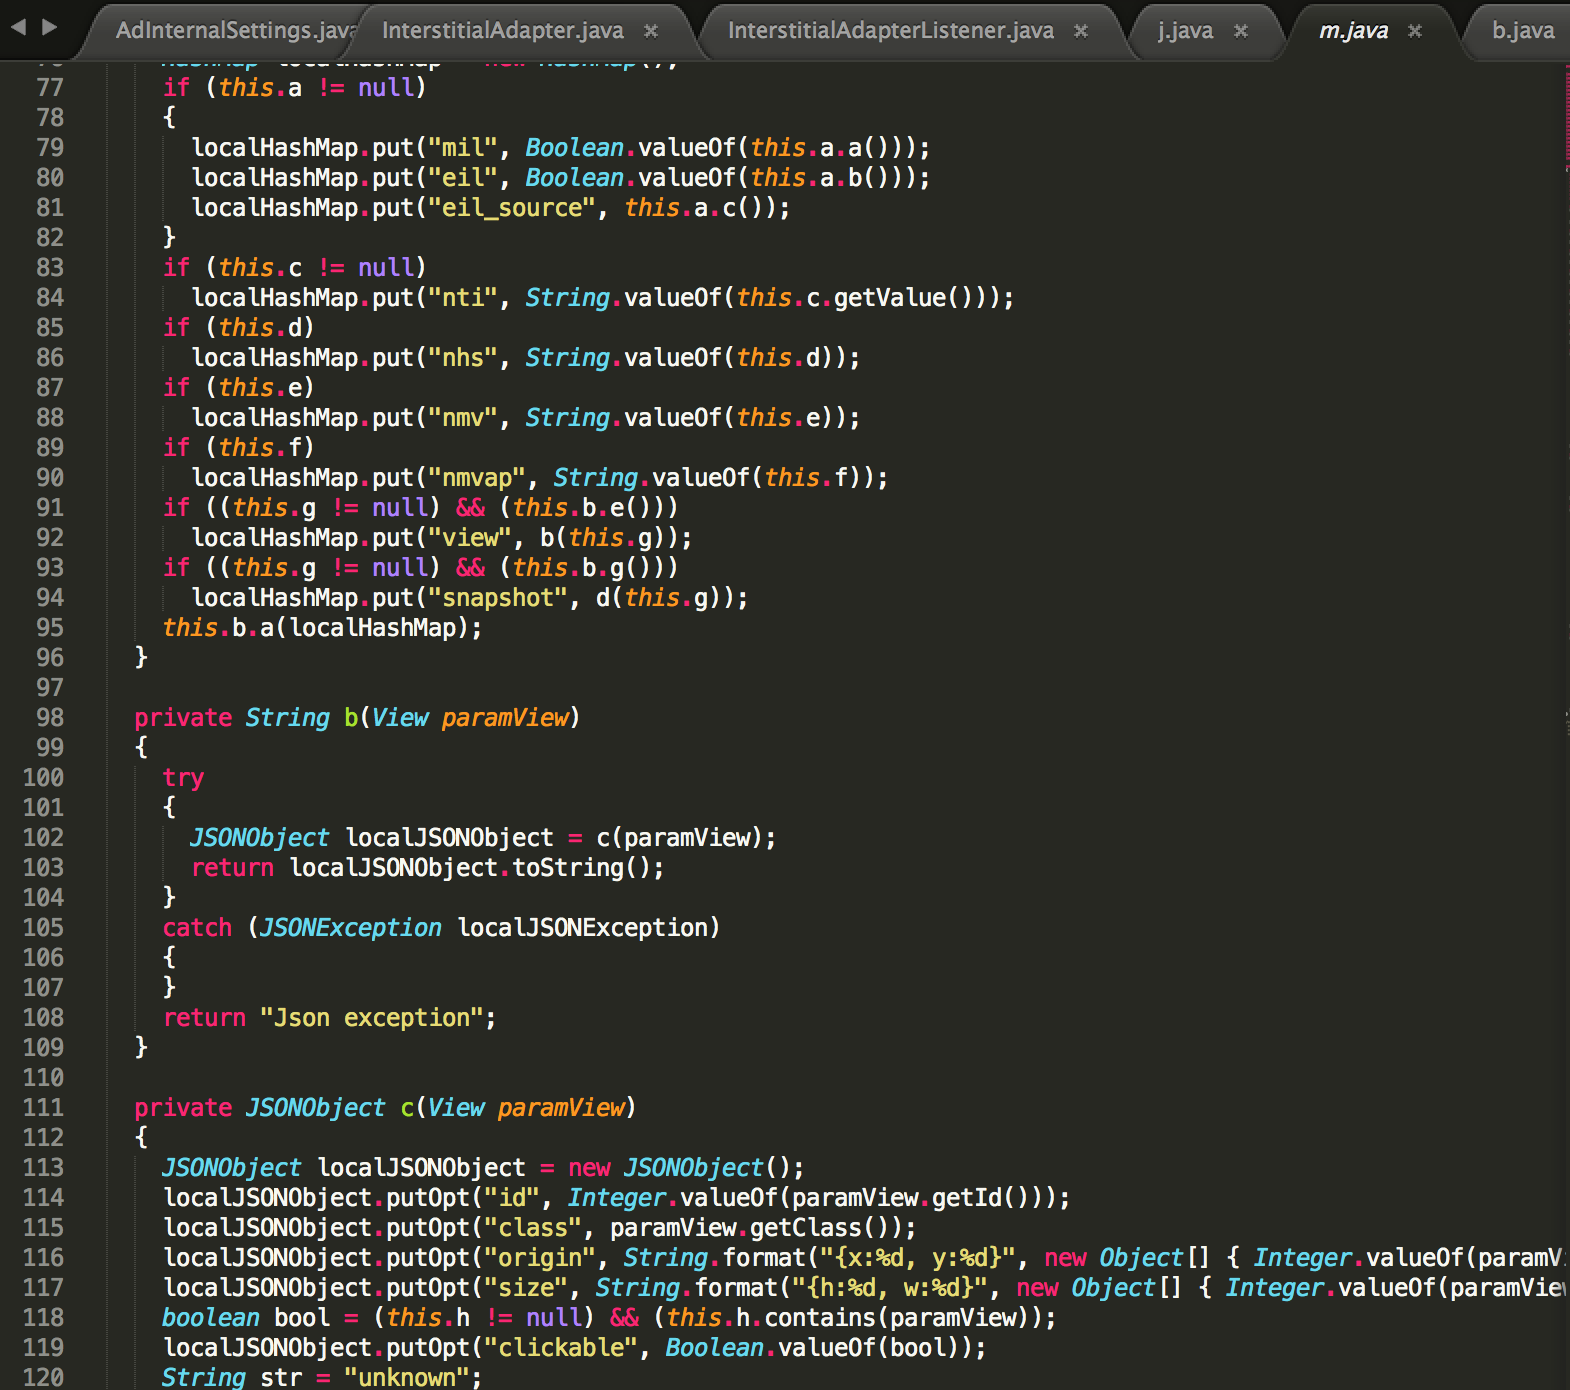 AdInternalSettings.java InterstitialAdapter.java × InterstitialAdapterListener.java × j.java × m.java × b.java
76 HashMap localHashMap = new HashMap();
77 if (this.a != null)
78 {
79 localHashMap.put("mil", Boolean.valueOf(this.a.a()));
80 localHashMap.put("eil", Boolean.valueOf(this.a.b()));
81 localHashMap.put("eil_source", this.a.c());
82 }
83 if (this.c != null)
84 localHashMap.put("nti", String.valueOf(this.c.getValue()));
85 if (this.d)
86 localHashMap.put("nhs", String.valueOf(this.d));
87 if (this.e)
88 localHashMap.put("nmv", String.valueOf(this.e));
89 if (this.f)
90 localHashMap.put("nmvap", String.valueOf(this.f));
91 if ((this.g != null) && (this.b.e()))
92 localHashMap.put("view", b(this.g));
93 if ((this.g != null) && (this.b.g()))
94 localHashMap.put("snapshot", d(this.g));
95 this.b.a(localHashMap);
96 }
97
98 private String b(View paramView)
99 {
100 try
101 {
102 JSONObject localJSONObject = c(paramView);
103 return localJSONObject.toString();
104 }
105 catch (JSONException localJSONException)
106 {
107 }
108 return "Json exception";
109 }
110
111 private JSONObject c(View paramView)
112 {
113 JSONObject localJSONObject = new JSONObject();
114 localJSONObject.putOpt("id", Integer.valueOf(paramView.getId()));
115 localJSONObject.putOpt("class", paramView.getClass());
116 localJSONObject.putOpt("origin", String.format("{x:%d, y:%d}", new Object[] { Integer.valueOf(paramV
117 localJSONObject.putOpt("size", String.format("{h:%d, w:%d}", new Object[] { Integer.valueOf(paramVie
118 boolean bool = (this.h != null) && (this.h.contains(paramView));
119 localJSONObject.putOpt("clickable", Boolean.valueOf(bool));
120 String str = "unknown";